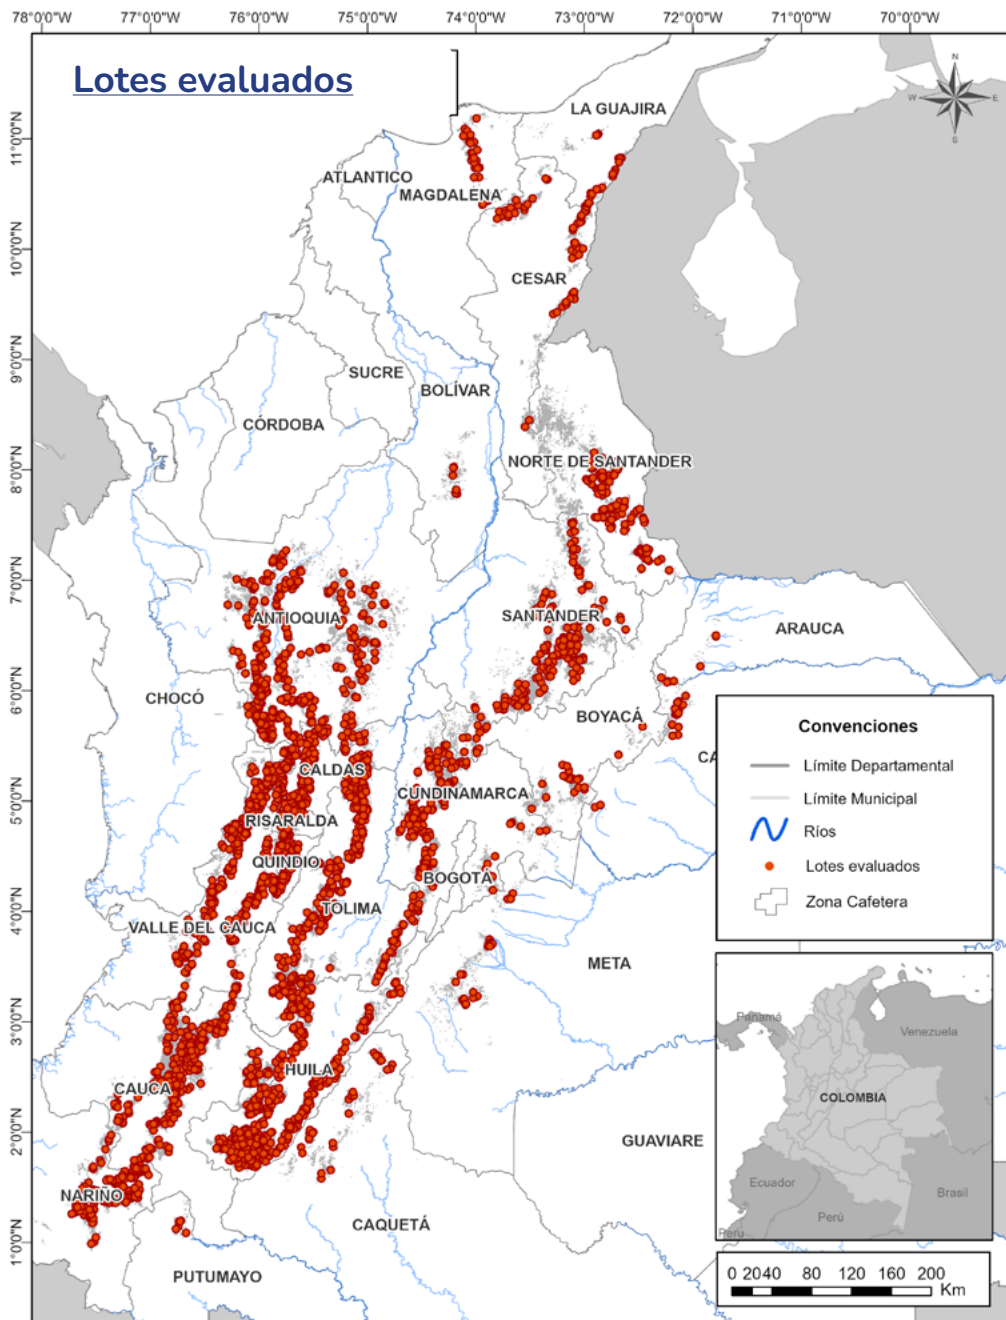 78°0'0"W 77°0'0"W 76°0'0"W 75°0'0"W 74°0'0"W 73°0'0"W 72°0'0"W 71°0'0"W 70°0'0"W
Lotes evaluados
N
W E
S
LA GUAJIRA
11°0'0"N
ATLANTICO
MAGDALENA
10°0'0"N
CESAR
9°0'0"N
SUCRE
BOLÍVAR
CÓRDOBA
NORTE DE SANTANDER
8°0'0"N
7°0'0"N
ANTIOQUIA
SANTANDER
ARAUCA
6°0'0"N
CHOCÓ
BOYACÁ
CA
CALDAS
CUNDINAMARCA
5°0'0"N
RISARALDA
QUINDIO
BOGOTÁ
4°0'0"N
TOLIMA
VALLE DEL CAUCA
META
3°0'0"N
HUILA
CAUCA
2°0'0"N
GUAVIARE
NARIÑO
CAQUETÁ
1°0'0"N
PUTUMAYO
Convenciones
Límite Departamental
Límite Municipal
Ríos
Lotes evaluados
Zona Cafetera
Panamá
Venezuela
COLOMBIA
Ecuador
Brasil
Perú
Perú
0 20 40 80 120 160 200
Km